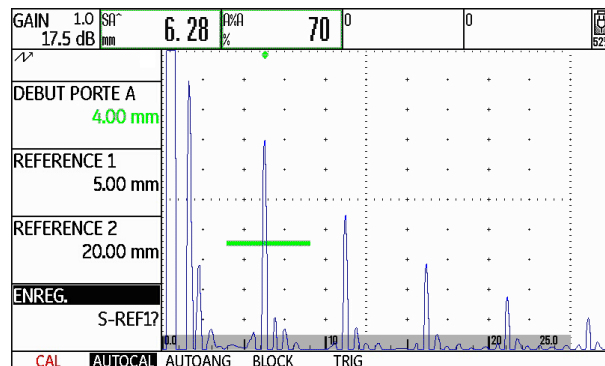 GAIN 1.0 SA^ 6.28 A%A 70 0 0
17.5 dB mm % 525
DEBUT PORTE A
4.00 mm
REFERENCE 1
5.00 mm
REFERENCE 2
20.00 mm
ENREG.
S-REF1?
0.0 10 20 25.0
CAL AUTOCAL AUTOANG BLOCK TRIG